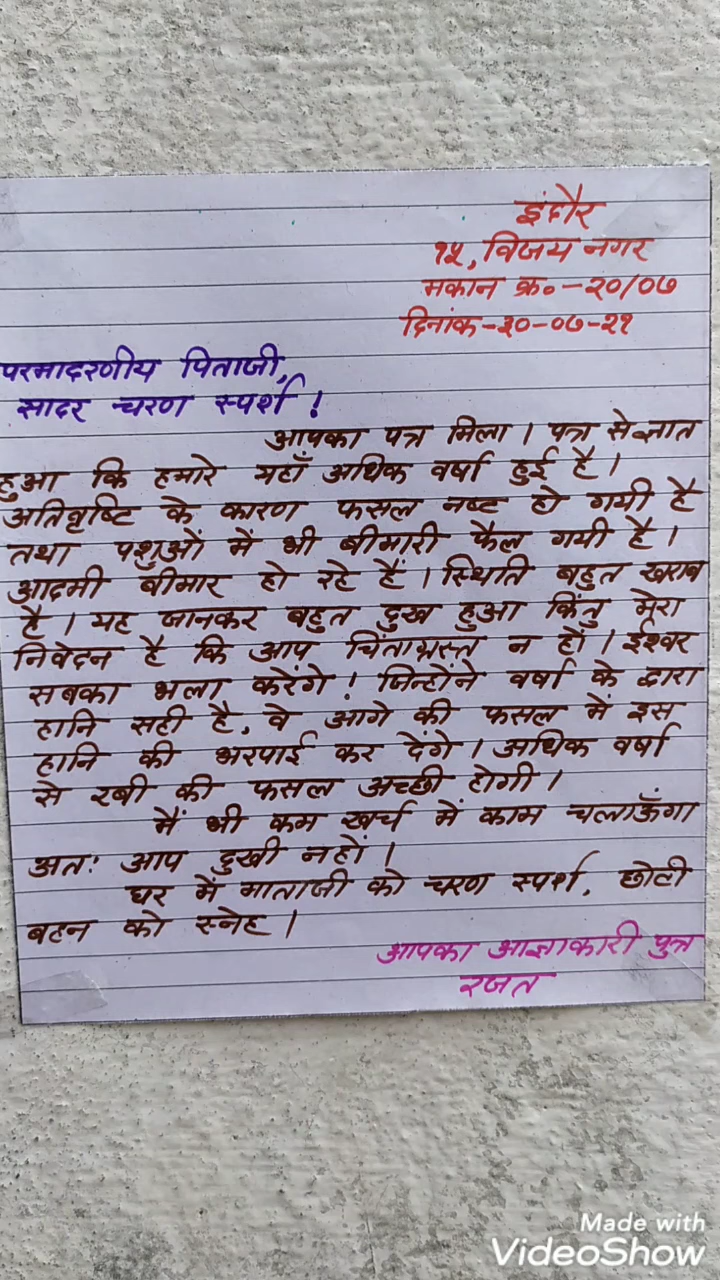 इंदौर
१५, विजय नगर
मकान क्र॰-२०/०७
दिनांक-३०-०७-२१
परमादरणीय पिताजी,
सादर चरण स्पर्श !
आपका पत्र मिला । पत्र से ज्ञात
हुआ कि हमारे यहाँ अधिक वर्षा हुई है ।
अतिवृष्टि के कारण फसल नष्ट हो गयी है
तथा पशुओं में भी बीमारी फैल गयी है ।
आदमी बीमार हो रहे हैं । स्थिति बहुत खराब
है । यह जानकर बहुत दुख हुआ किंतु मेरा
निवेदन है कि आप चिंताग्रस्त न हों । ईश्वर
सबका भला करेंगे ! जिन्होंने वर्षा के द्वारा
हानि सही है, वे आगे की फसल में इस
हानि की भरपाई कर देंगे । अधिक वर्षा
से रबी की फसल अच्छी होगी ।
मैं भी कम खर्च में काम चलाऊँगा
अतः आप दुखी नहों ।
घर में माताजी को चरण स्पर्श, छोटी
बहन को स्नेह ।
आपका आज्ञाकारी पुत्र
रजत
Made with
VideoShow